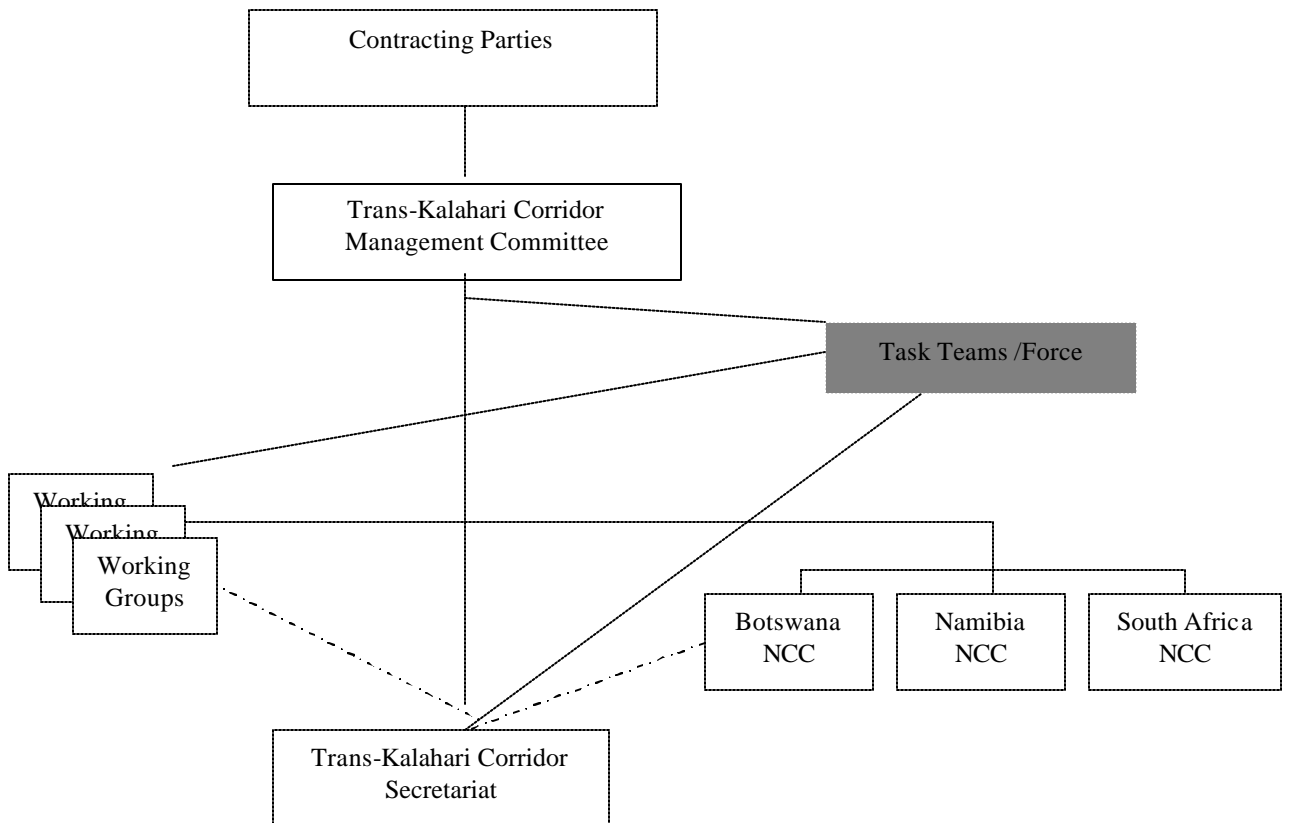 Contracting Parties
Trans-Kalahari Corridor
Management Committee
Task Teams /Force
Working
Working
Working
Groups
Botswana
NCC
Namibia
NCC
South Africa
NCC
Trans-Kalahari Corridor
Secretariat